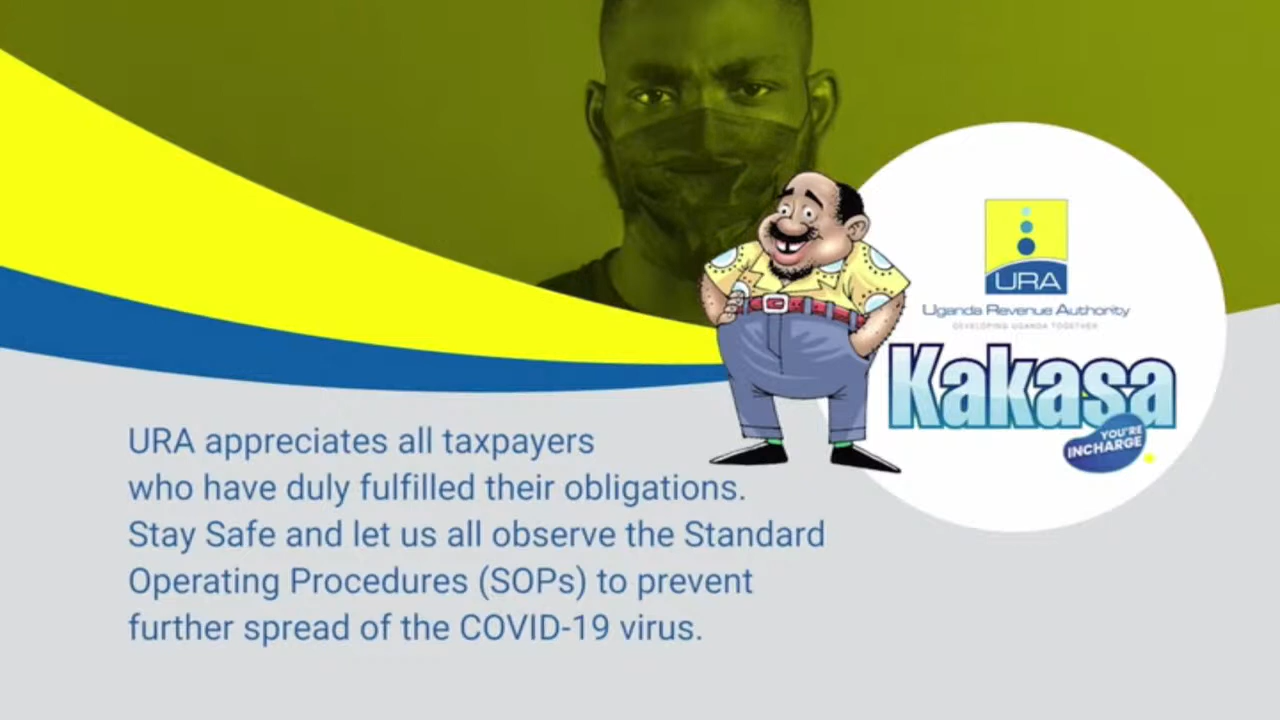 URA
Uganda Revenue Authority
DEVELOPING UGANDA TOGETHER
Kakasa
YOU'RE
INCHARGE
URA appreciates all taxpayers
who have duly fulfilled their obligations.
Stay Safe and let us all observe the Standard
Operating Procedures (SOPs) to prevent
further spread of the COVID-19 virus.